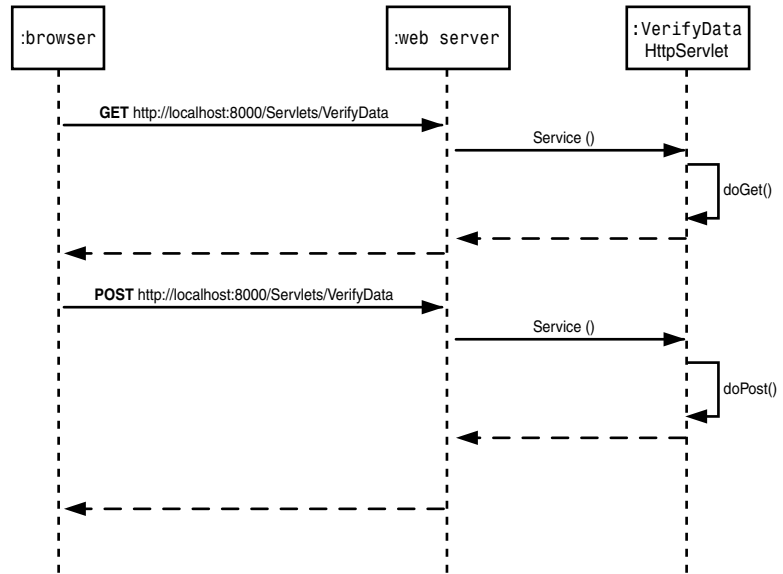 :browser
:web server
:VerifyData
HttpServlet
GET http://localhost:8000/Servlets/VerifyData
Service ()
doGet()
POST http://localhost:8000/Servlets/VerifyData
Service ()
doPost()